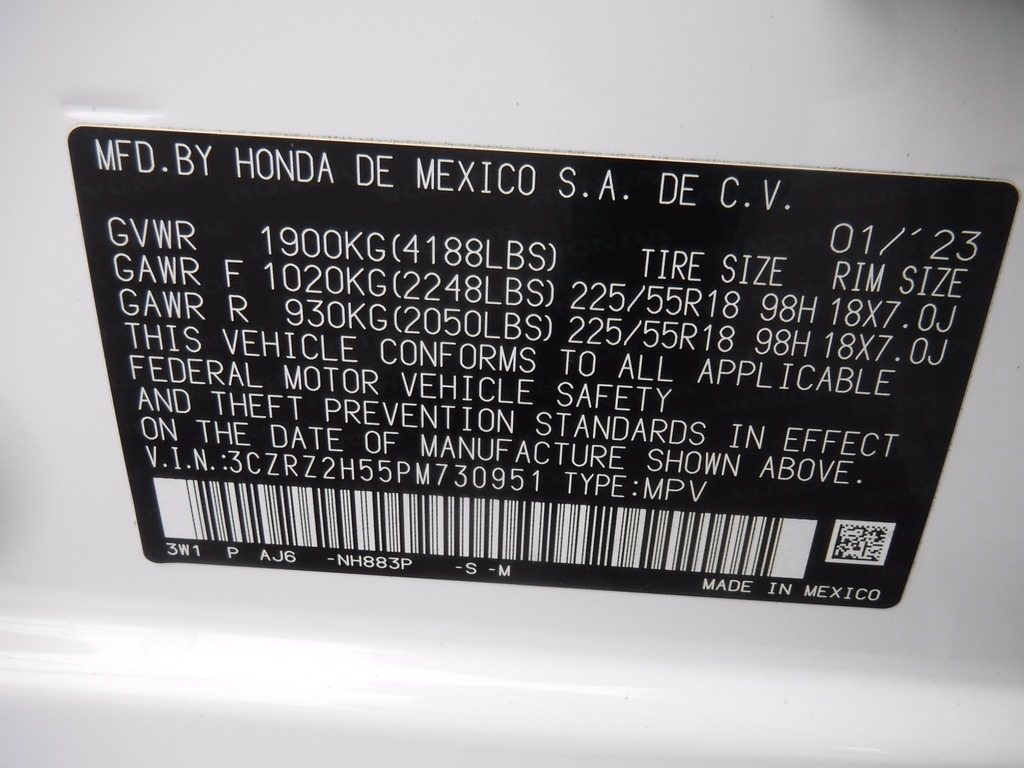 MFD.BY HONDA DE MEXICO S.A. DE C.V.
01/'23
GVWR 1900KG(4188LBS) TIRE SIZE RIM SIZE
GAWR F 1020KG(2248LBS) 225/55R18 98H 18X7.0J
GAWR R 930KG(2050LBS) 225/55R18 98H 18X7.0J
THIS VEHICLE CONFORMS TO ALL APPLICABLE
FEDERAL MOTOR VEHICLE SAFETY
AND THEFT PREVENTION STANDARDS IN EFFECT
ON THE DATE OF MANUFACTURE SHOWN ABOVE.
V.I.N.:3CZRZ2H55PM730951 TYPE:MPV
3W1 P AJ6 -NH883P -S -M
MADE IN MEXICO